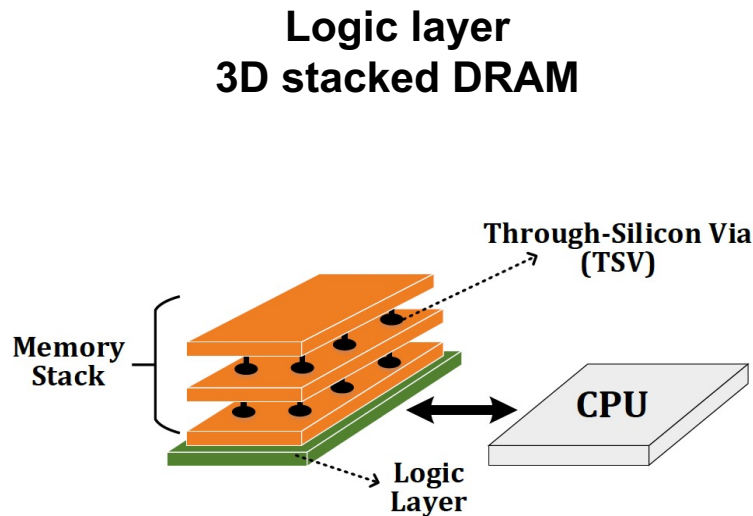 Logic layer
3D stacked DRAM
Through-Silicon Via
(TSV)
Memory
Stack
CPU
Logic
Layer